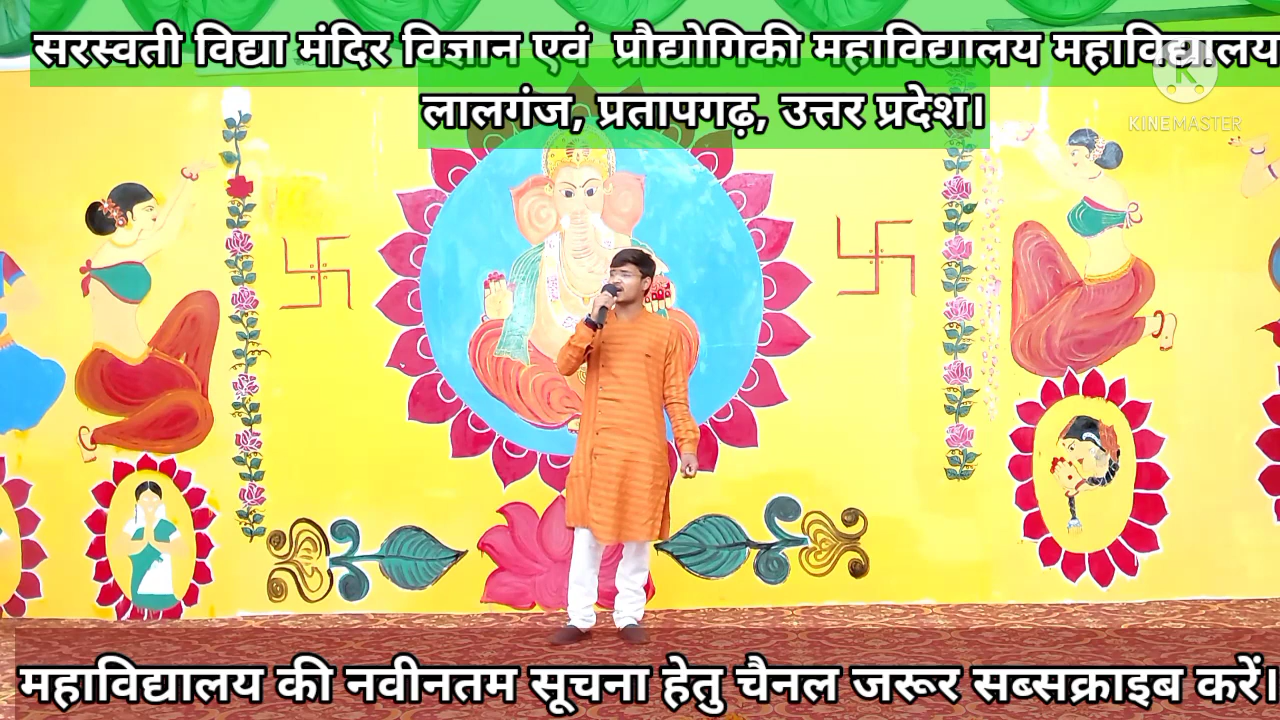 सरस्वती विद्या मंदिर विज्ञान एवं प्रौद्योगिकी महाविद्यालय महाविद्यालय
लालगंज, प्रतापगढ़, उत्तर प्रदेश।
K
KINEMASTER
महाविद्यालय की नवीनतम सूचना हेतु चैनल जरूर सब्सक्राइब करें।